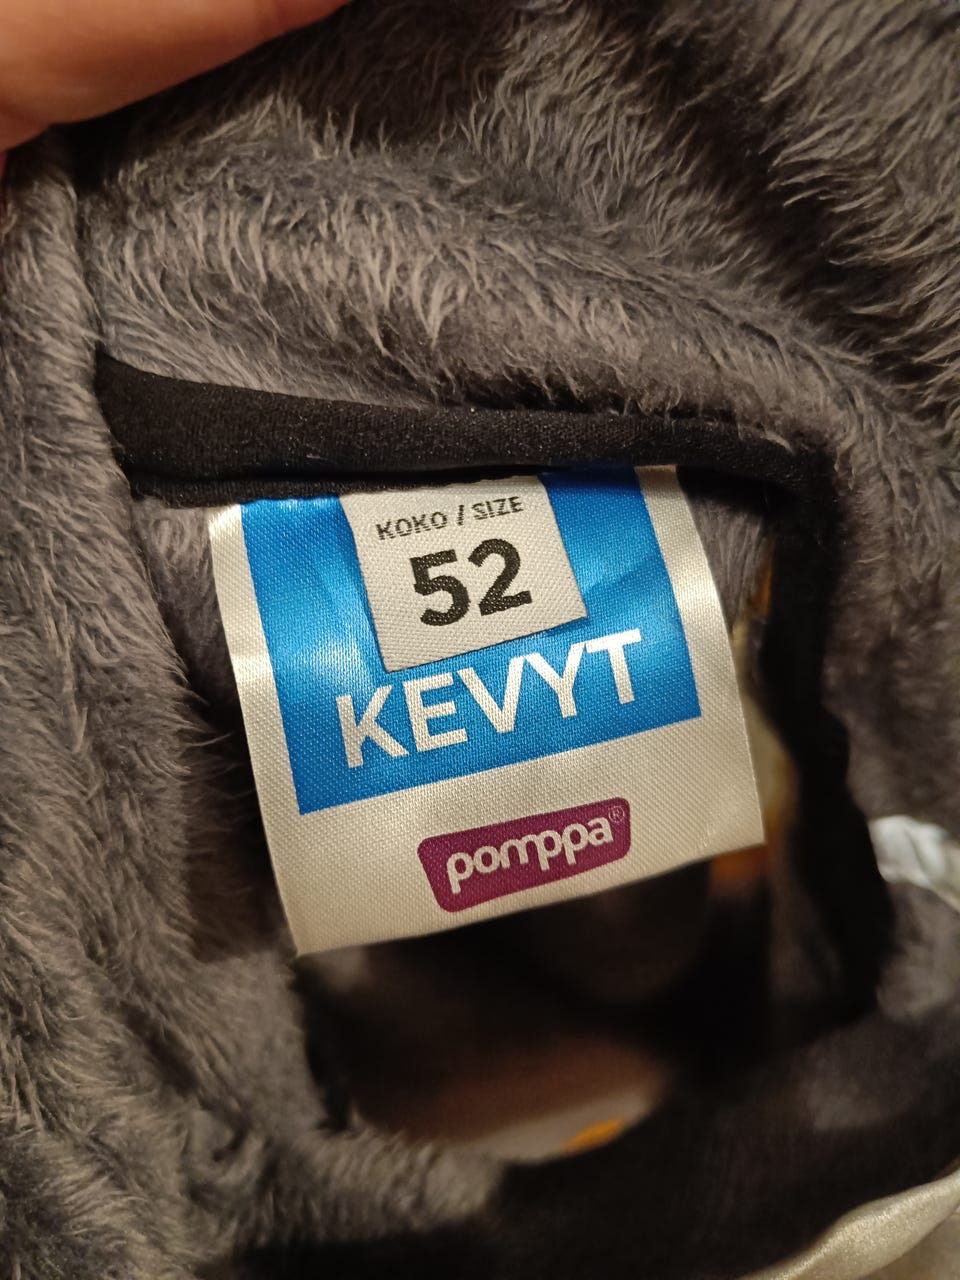 KOKO / SIZE
52
KEVYT
pomppa®